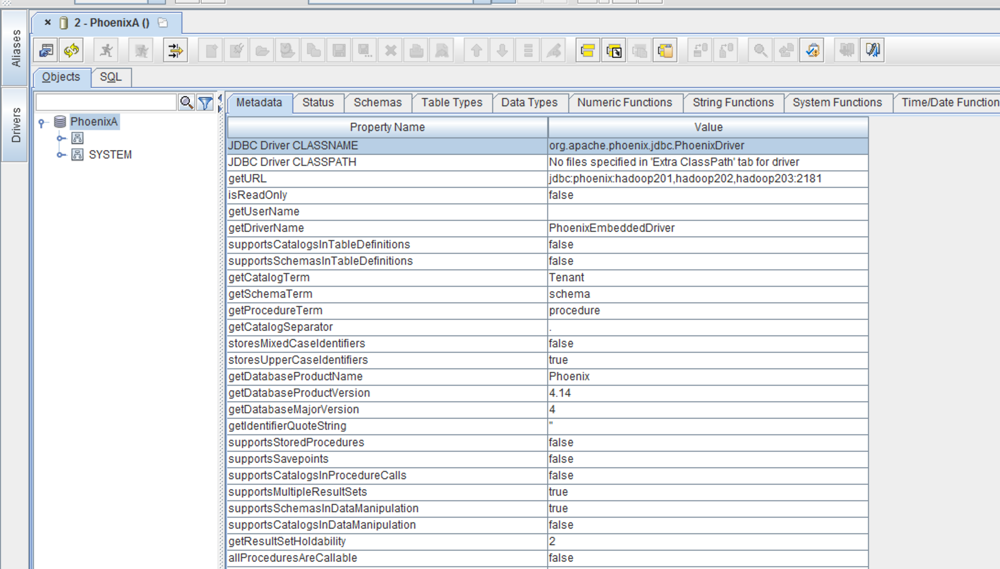 2 - PhoenixA ()
Aliases
Drivers
Objects SQL
PhoenixA
SYSTEM
Metadata Status Schemas Table Types Data Types Numeric Functions String Functions System Functions Time/Date Function
Property Name Value
JDBC Driver CLASSNAME org.apache.phoenix.jdbc.PhoenixDriver
JDBC Driver CLASSPATH No files specified in 'Extra ClassPath' tab for driver
getURL jdbc:phoenix:hadoop201,hadoop202,hadoop203:2181
isReadOnly false
getUserName
getDriverName PhoenixEmbeddedDriver
supportsCatalogsInTableDefinitions false
supportsSchemasInTableDefinitions false
getCatalogTerm Tenant
getSchemaTerm schema
getProcedureTerm procedure
getCatalogSeparator .
storesMixedCaseIdentifiers false
storesUpperCaseIdentifiers true
getDatabaseProductName Phoenix
getDatabaseProductVersion 4.14
getDatabaseMajorVersion 4
getIdentifierQuoteString "
supportsStoredProcedures false
supportsSavepoints false
supportsCatalogsInProcedureCalls false
supportsMultipleResultSets true
supportsSchemasInDataManipulation true
supportsCatalogsInDataManipulation false
getResultSetHoldability 2
allProceduresAreCallable false